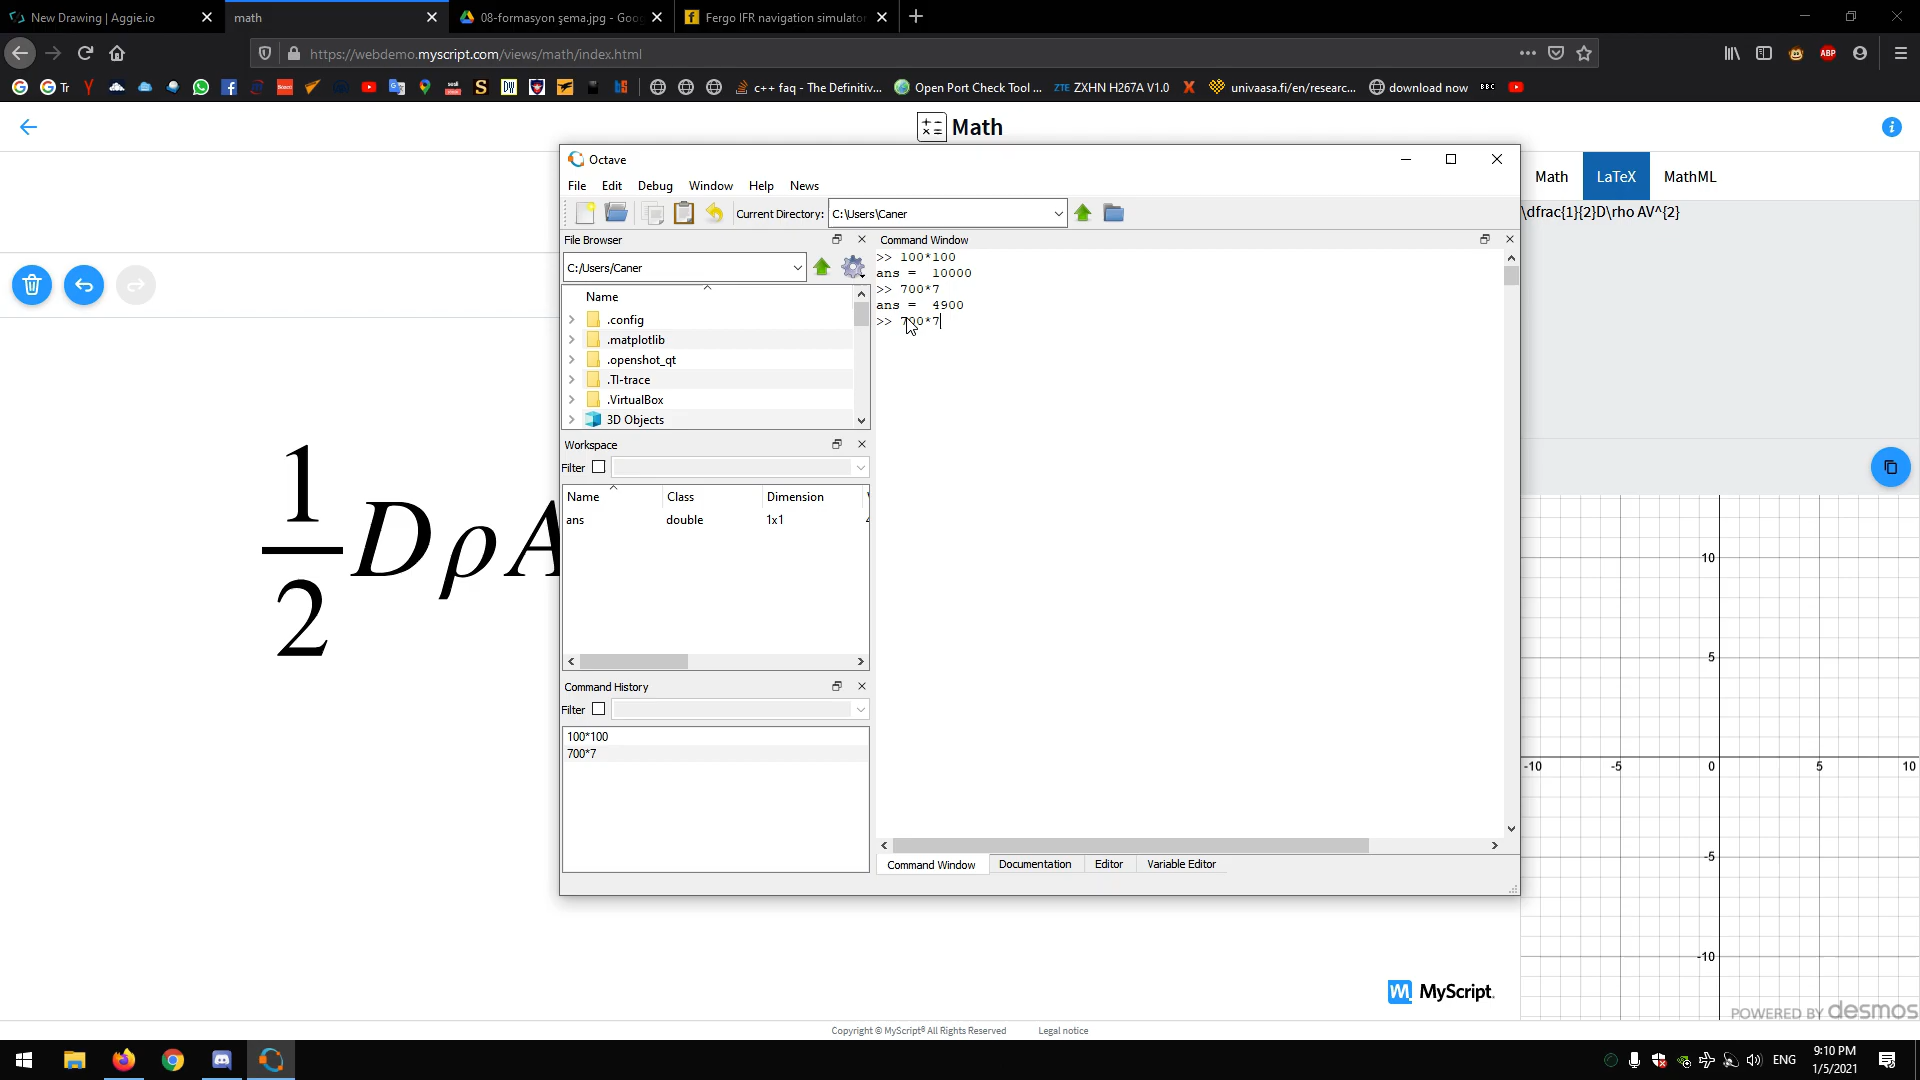 New Drawing | Aggie.io
math
08-formasyon şema.jpg - Goo
Fergo IFR navigation simulator
https://webdemo.myscript.com/views/math/index.html
ABP
Tr
c++ faq - The Definitiv...
Open Port Check Tool ...
ZTE ZXHN H267A V1.0
univaasa.fi/en/researc...
download now
BBC
Math
Octave
File Edit Debug Window Help News
Current Directory: C:\Users\Caner
File Browser
C:/Users/Caner
Name
.config
.matplotlib
.openshot_qt
.TI-trace
.VirtualBox
3D Objects
Workspace
Filter
Name Class Dimension
ans double 1x1
Command History
Filter
100*100
700*7
Command Window
>> 100*100
ans = 10000
>> 700*7
ans = 4900
>> 700*7
Command Window Documentation Editor Variable Editor
Math LaTeX MathML
\dfrac{1}{2}D\rho AV^{2}
1
2
DρA
10
5
-10 -5 0 5 10
-5
-10
POWERED BY desmos
MyScript.
Copyright © MyScript® All Rights Reserved Legal notice
ENG
9:10 PM
1/5/2021